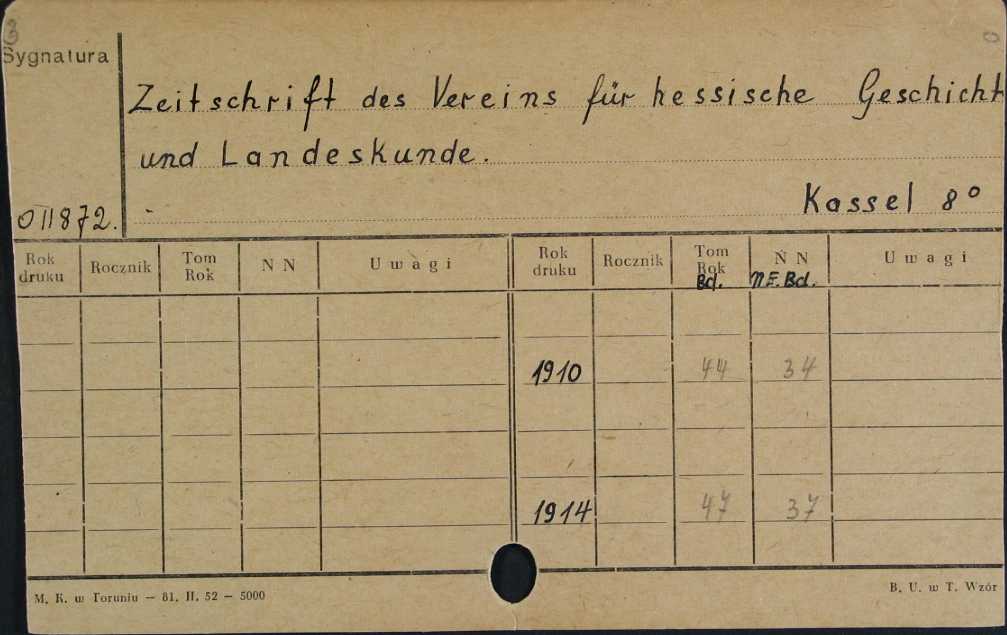 Sygnatura
Zeitschrift des Vereins für hessische Geschicht
und Landeskunde.
Kassel 8°
011872.
Rok druku Rocznik Tom Rok N N Uwagi Rok druku Rocznik Tom Rok N N Uwagi
Bd. N.F. Bd.
1910 44 34
1914 47 37
M. K. w Toruniu — 81. II. 52 — 5000
B. U. w T. Wzór